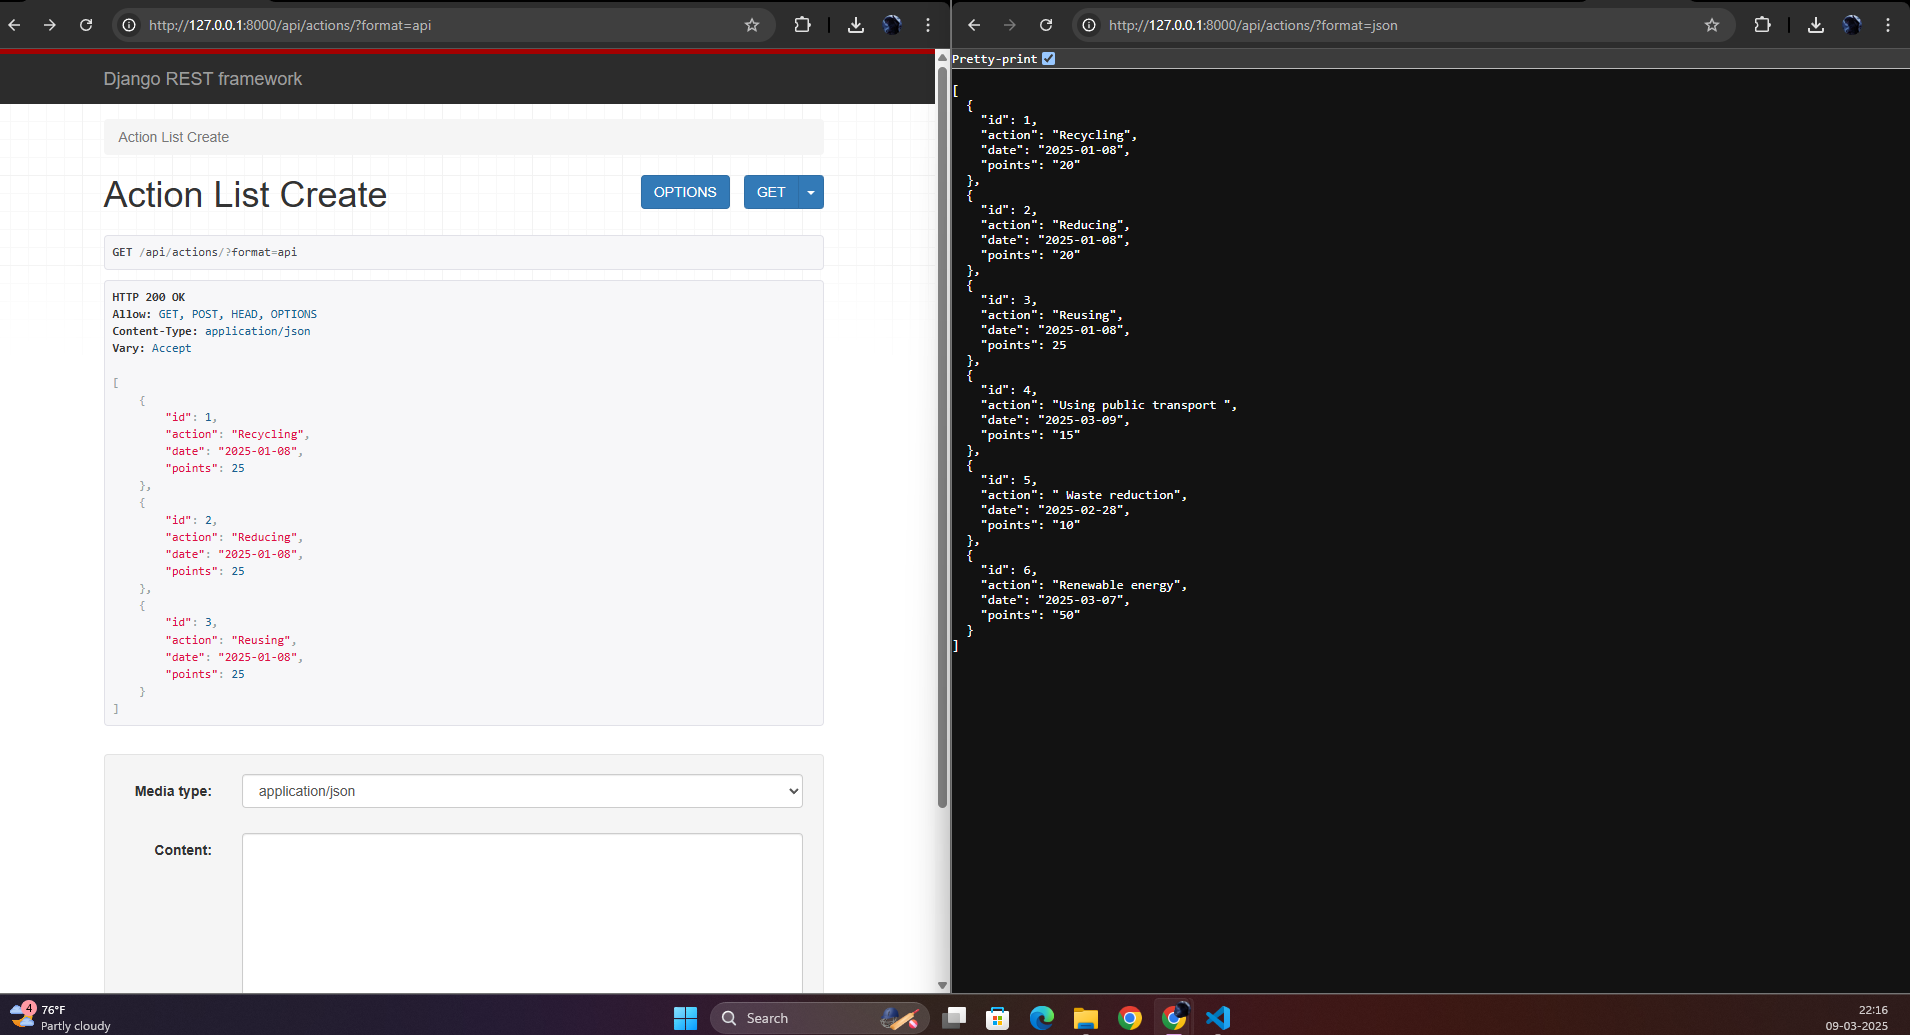 http://127.0.0.1:8000/api/actions/?format=api
Django REST framework
Action List Create
Action List Create
OPTIONS
GET
GET /api/actions/?format=api
HTTP 200 OK
Allow: GET, POST, HEAD, OPTIONS
Content-Type: application/json
Vary: Accept
[
    {
        "id": 1,
        "action": "Recycling",
        "date": "2025-01-08",
        "points": 25
    },
    {
        "id": 2,
        "action": "Reducing",
        "date": "2025-01-08",
        "points": 25
    },
    {
        "id": 3,
        "action": "Reusing",
        "date": "2025-01-08",
        "points": 25
    }
]
Media type:
application/json
Content:
http://127.0.0.1:8000/api/actions/?format=json
Pretty-print
[
  {
    "id": 1,
    "action": "Recycling",
    "date": "2025-01-08",
    "points": "20"
  },
  {
    "id": 2,
    "action": "Reducing",
    "date": "2025-01-08",
    "points": "20"
  },
  {
    "id": 3,
    "action": "Reusing",
    "date": "2025-01-08",
    "points": 25
  },
  {
    "id": 4,
    "action": "Using public transport ",
    "date": "2025-03-09",
    "points": "15"
  },
  {
    "id": 5,
    "action": " Waste reduction",
    "date": "2025-02-28",
    "points": "10"
  },
  {
    "id": 6,
    "action": "Renewable energy",
    "date": "2025-03-07",
    "points": "50"
  }
]
4
76°F
Partly cloudy
Search
22:16
09-03-2025